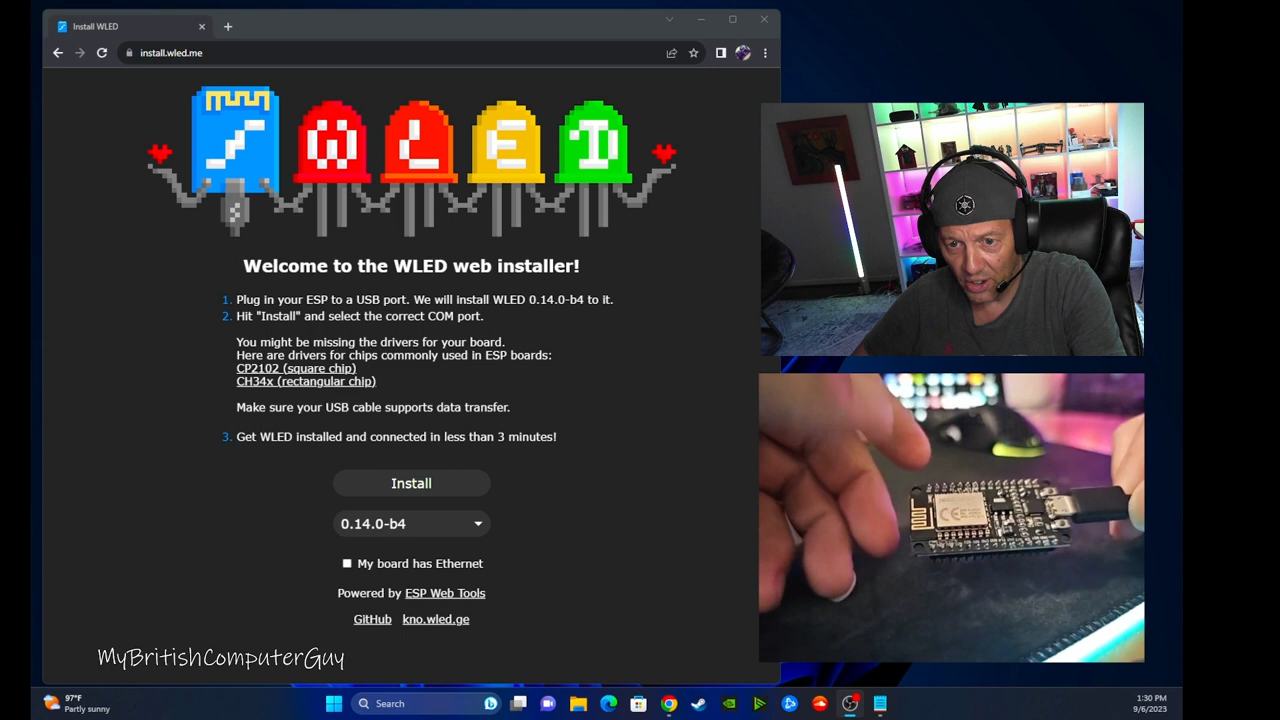 Install WLED
install.wled.me
WLED
Welcome to the WLED web installer!
1. Plug in your ESP to a USB port. We will install WLED 0.14.0-b4 to it.
2. Hit "Install" and select the correct COM port.
You might be missing the drivers for your board.
Here are drivers for chips commonly used in ESP boards:
CP2102 (square chip)
CH34x (rectangular chip)
Make sure your USB cable supports data transfer.
3. Get WLED installed and connected in less than 3 minutes!
Install
0.14.0-b4
My board has Ethernet
Powered by ESP Web Tools
GitHub kno.wled.ge
MyBritishComputerGuy
97°F
Partly sunny
Search
1:30 PM
9/6/2023